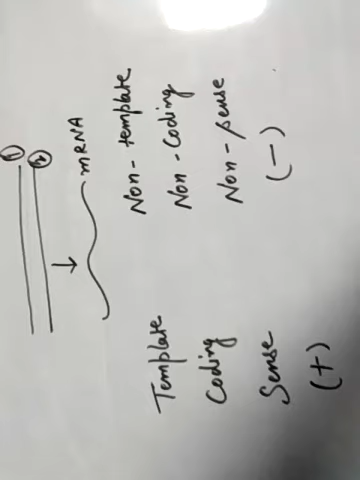 ①
②
mRNA
Template Non-template
Coding Non-Coding
Sense Non-sense
(+) (-)